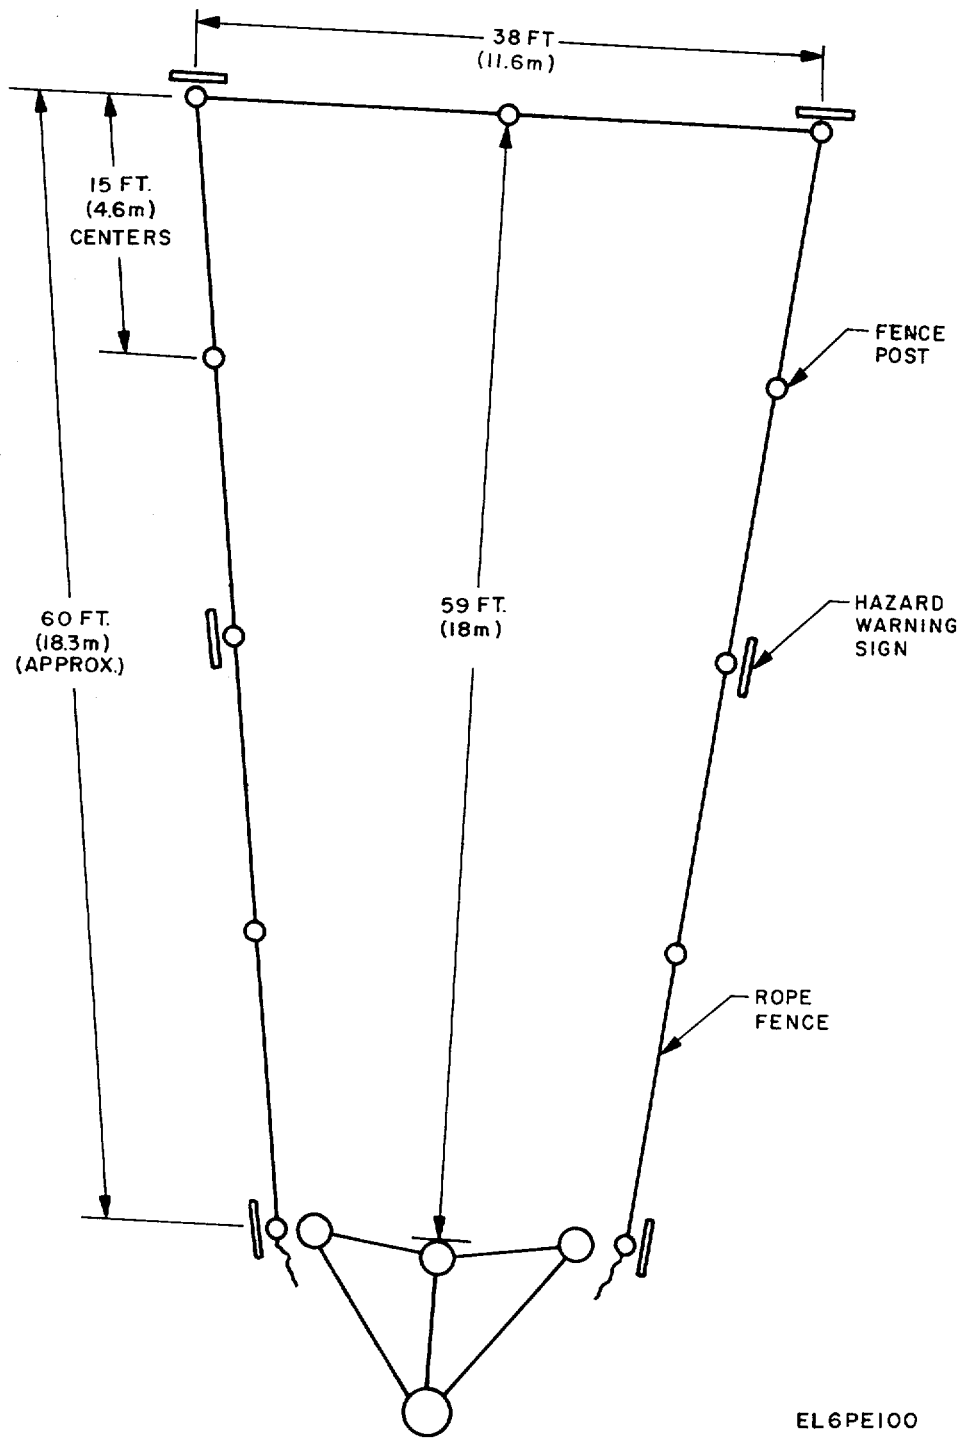 38 FT
(11.6m)
15 FT.
(4.6m)
CENTERS
FENCE
POST
60 FT.
(18.3m)
(APPROX.)
59 FT.
(18m)
HAZARD
WARNING
SIGN
ROPE
FENCE
EL6PE100